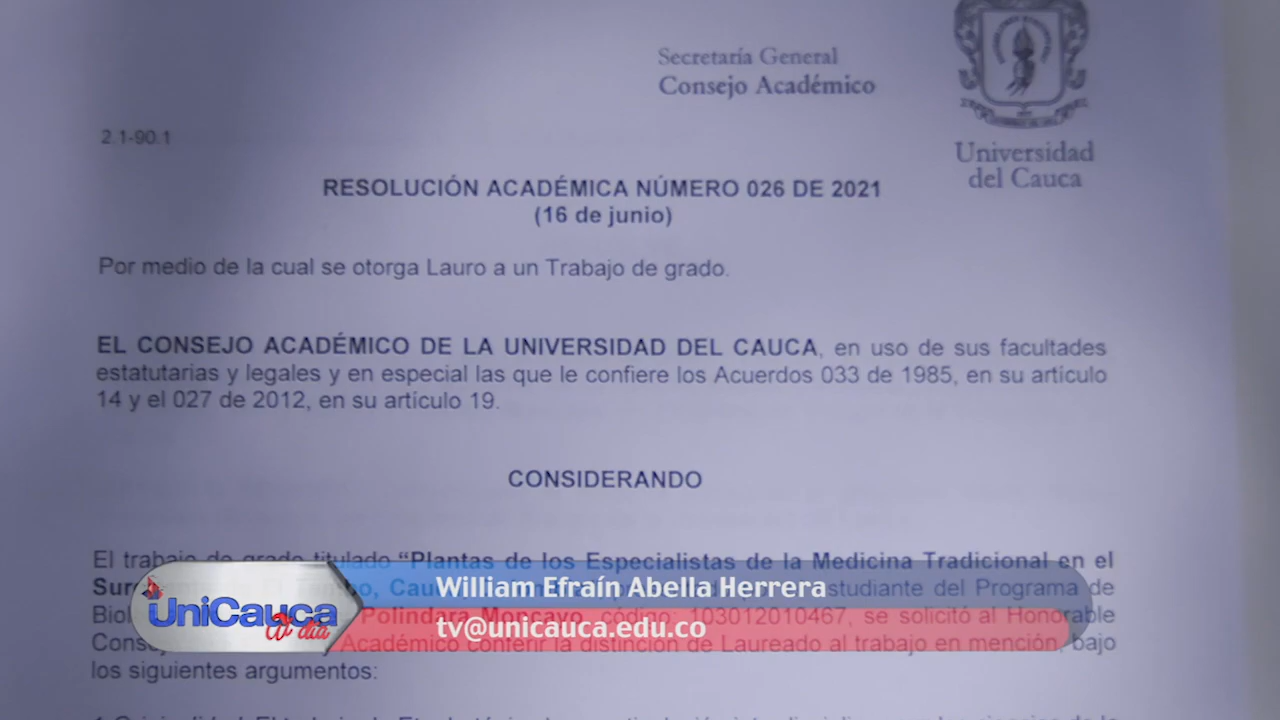 Secretaría General
Consejo Académico
Universidad
del Cauca
2.1-90.1
RESOLUCIÓN ACADÉMICA NÚMERO 026 DE 2021
(16 de junio)
Por medio de la cual se otorga Lauro a un Trabajo de grado.
EL CONSEJO ACADÉMICO DE LA UNIVERSIDAD DEL CAUCA, en uso de sus facultades
estatutarias y legales y en especial las que le confiere los Acuerdos 033 de 1985, en su artículo
14 y el 027 de 2012, en su artículo 19.
CONSIDERANDO
El trabajo de grado titulado “Plantas de los Especialistas de la Medicina Tradicional en el
estudiante del Programa de
Polindara Moncayo, código: 103012010467, se solicitó al Honorable
Académico conferir la distinción de Laureado al trabajo en mención, bajo
los siguientes argumentos:
UniCauca
al día
William Efraín Abella Herrera
tv@unicauca.edu.co